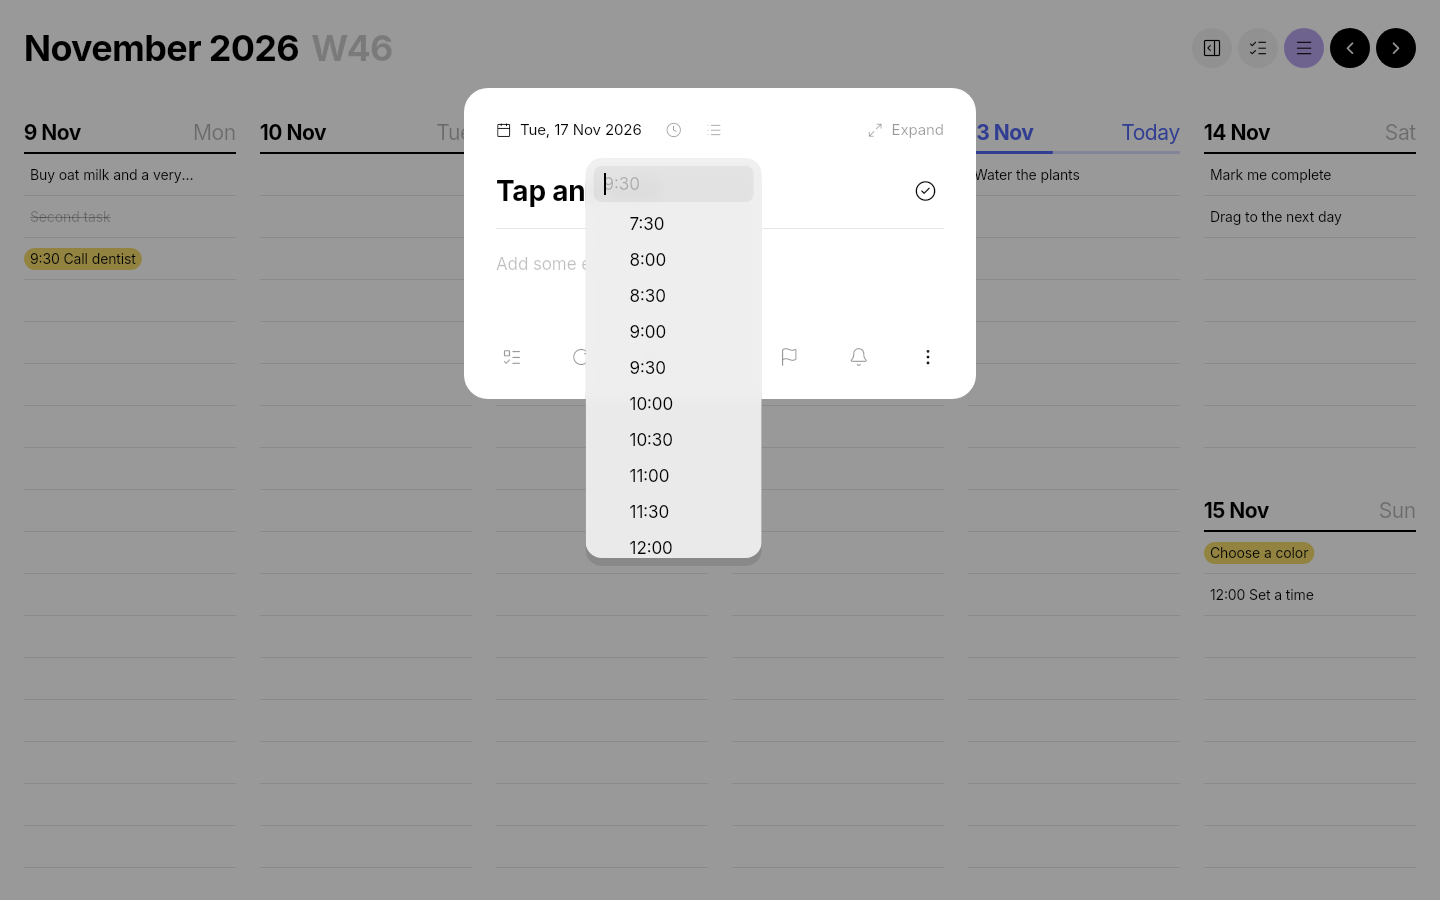 November 2026 W46
9 Nov Mon
Buy oat milk and a very...
Second task
9:30 Call dentist
10 Nov
Tue, 17 Nov 2026
Expand
Tap an
Add some
9:30
7:30
8:00
8:30
9:00
9:30
10:00
10:30
11:00
11:30
12:00
3 Nov Today
Water the plants
14 Nov Sat
Mark me complete
Drag to the next day
15 Nov Sun
Choose a color
12:00 Set a time